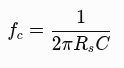 f_c = \frac{1}{2\pi R_s C}